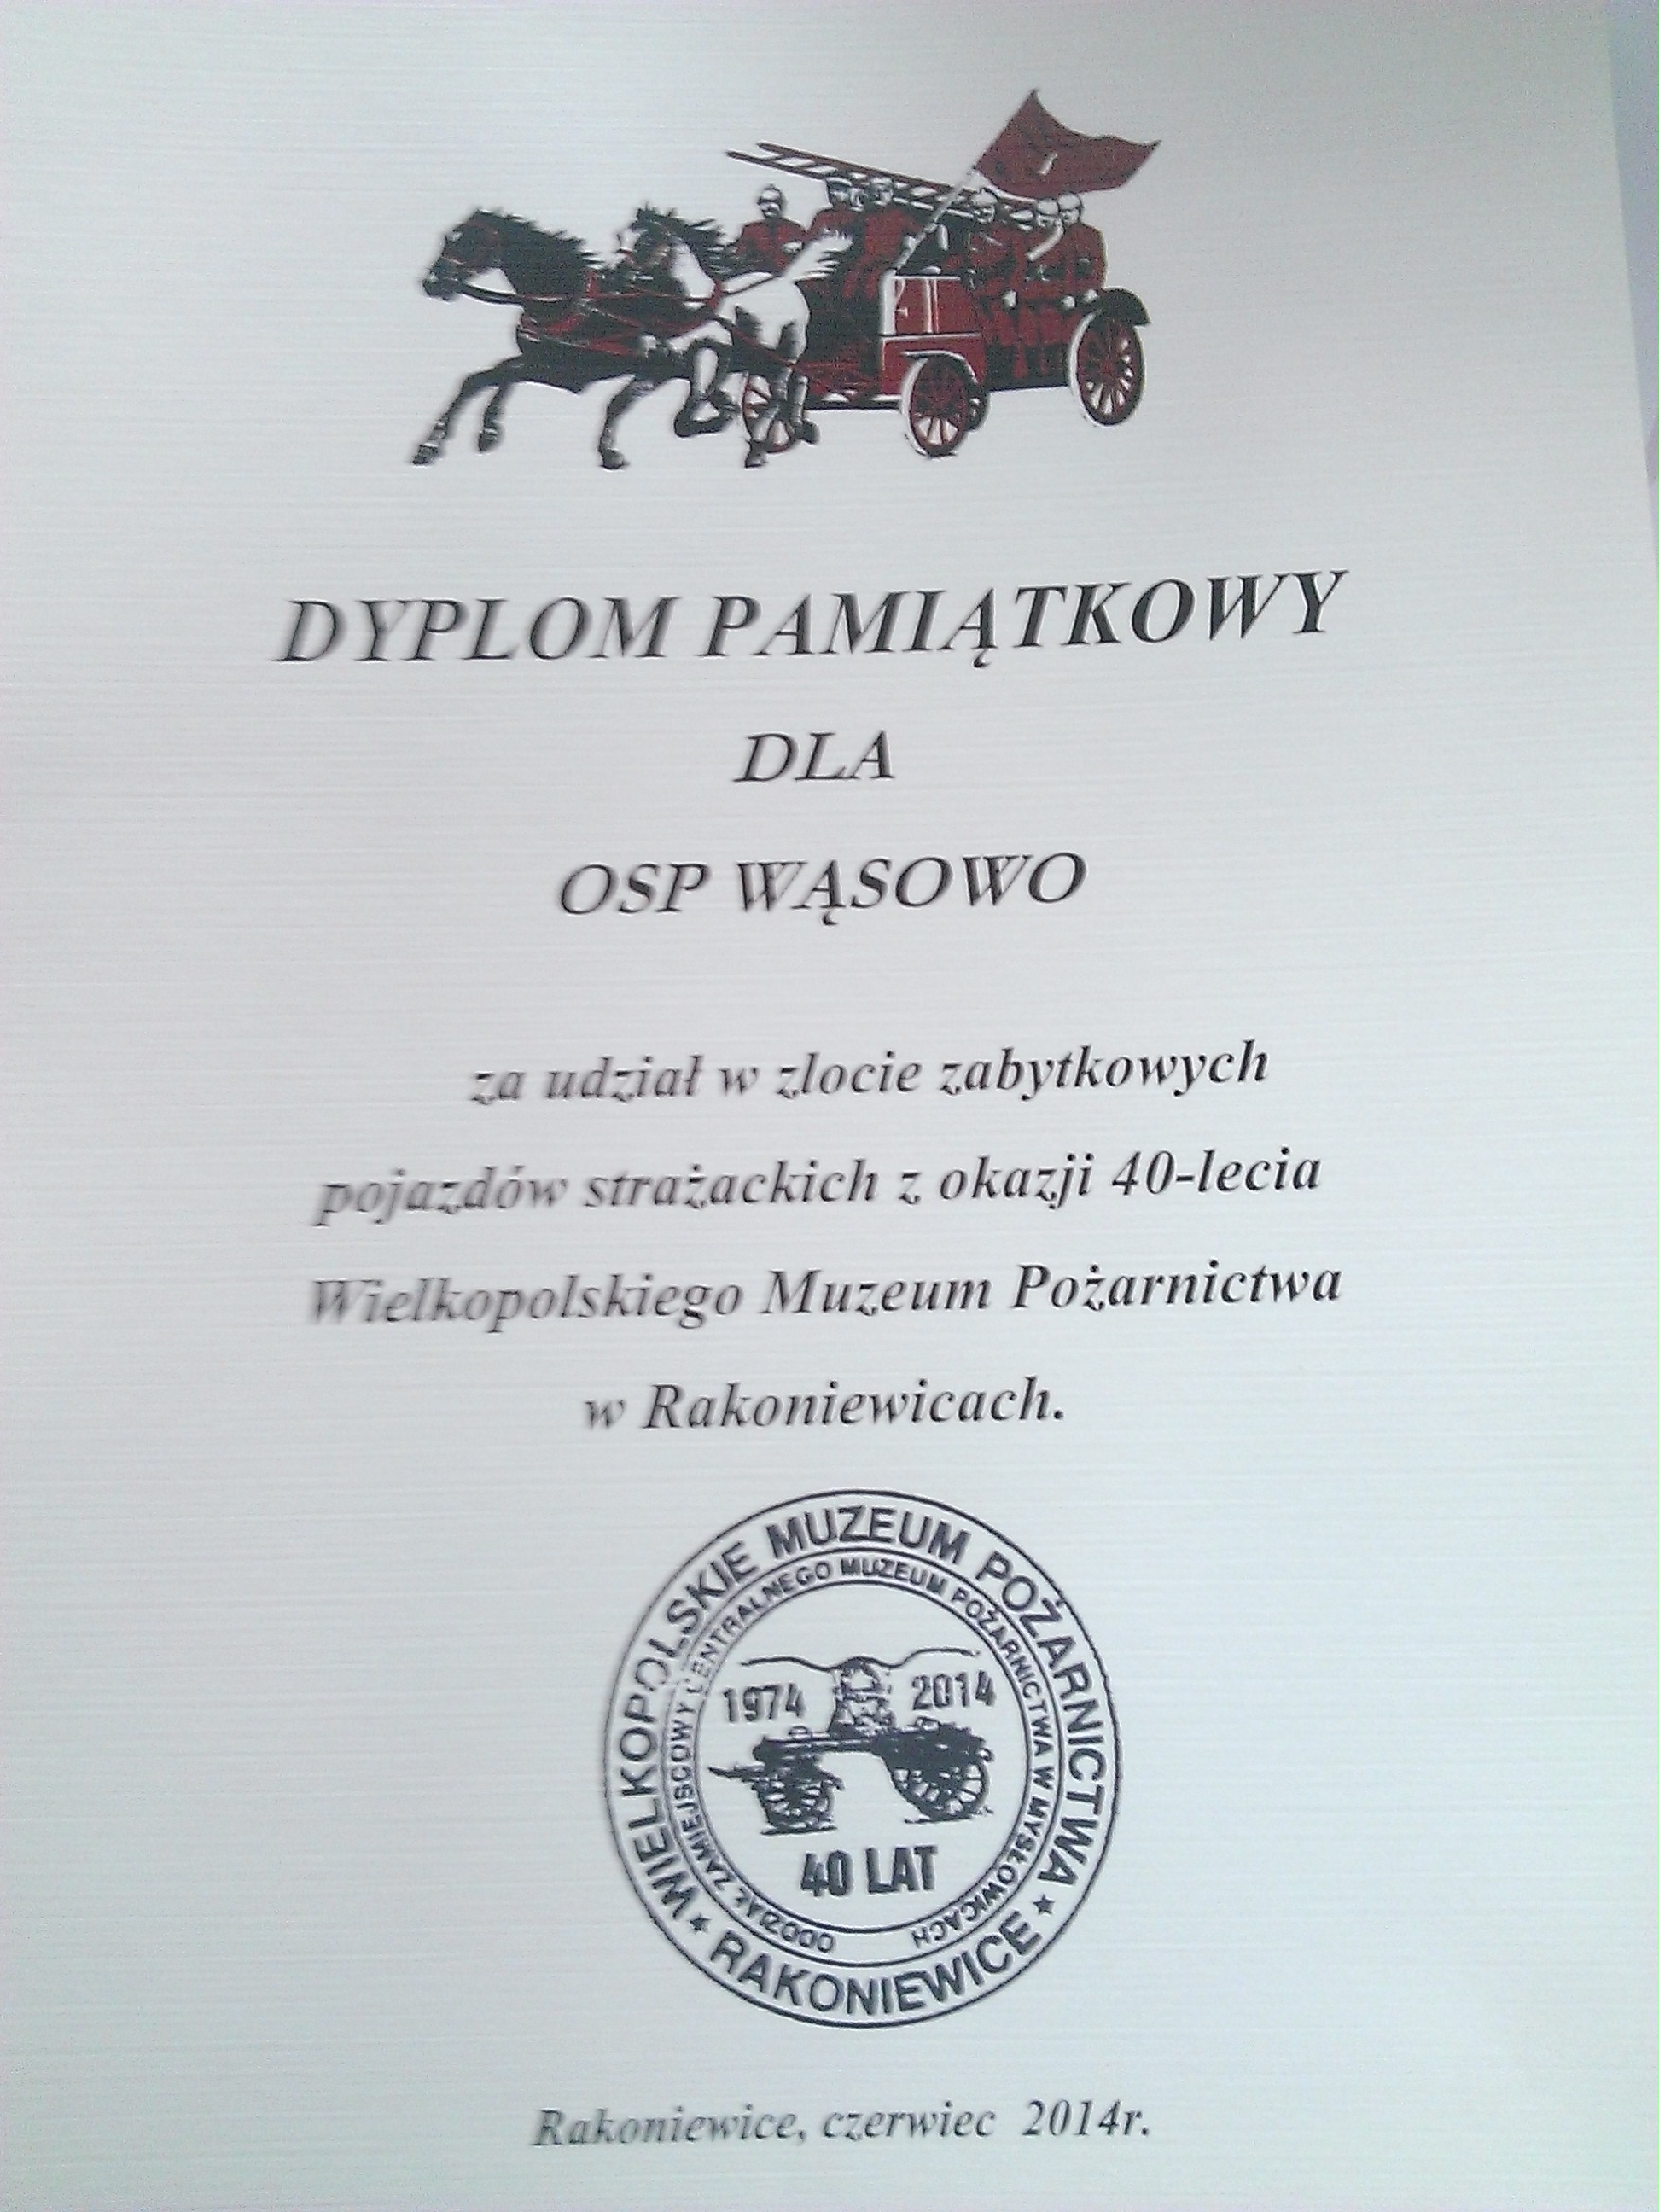 DYPLOM PAMIĄTKOWY
DLA
OSP WĄSOWO
za udział w zlocie zabytkowych
pojazdów strażackich z okazji 40-lecia
Wielkopolskiego Muzeum Pożarnictwa
w Rakoniewicach.
WIELKOPOLSKIE MUZEUM POŻARNICTWA
ODDZIAŁ ZAMIEJSCOWY CENTRALNEGO MUZEUM POŻARNICTWA W MYSŁOWICACH
1974 2014
40 LAT
★ RAKONIEWICE ★
Rakoniewice, czerwiec 2014r.